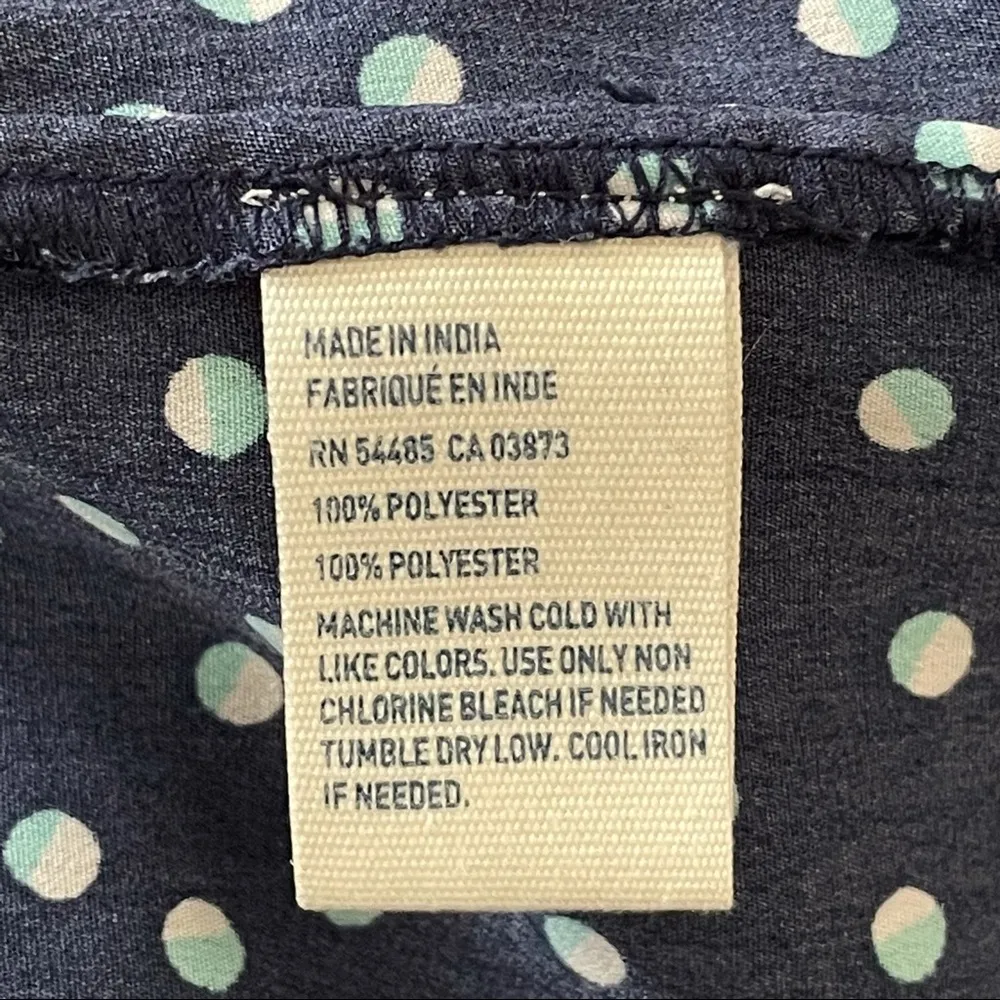 MADE IN INDIA
FABRIQUÉ EN INDE
RN 54485 CA 03873
100% POLYESTER
100% POLYESTER
MACHINE WASH COLD WITH
LIKE COLORS. USE ONLY NON
CHLORINE BLEACH IF NEEDED
TUMBLE DRY LOW. COOL IRON
IF NEEDED.